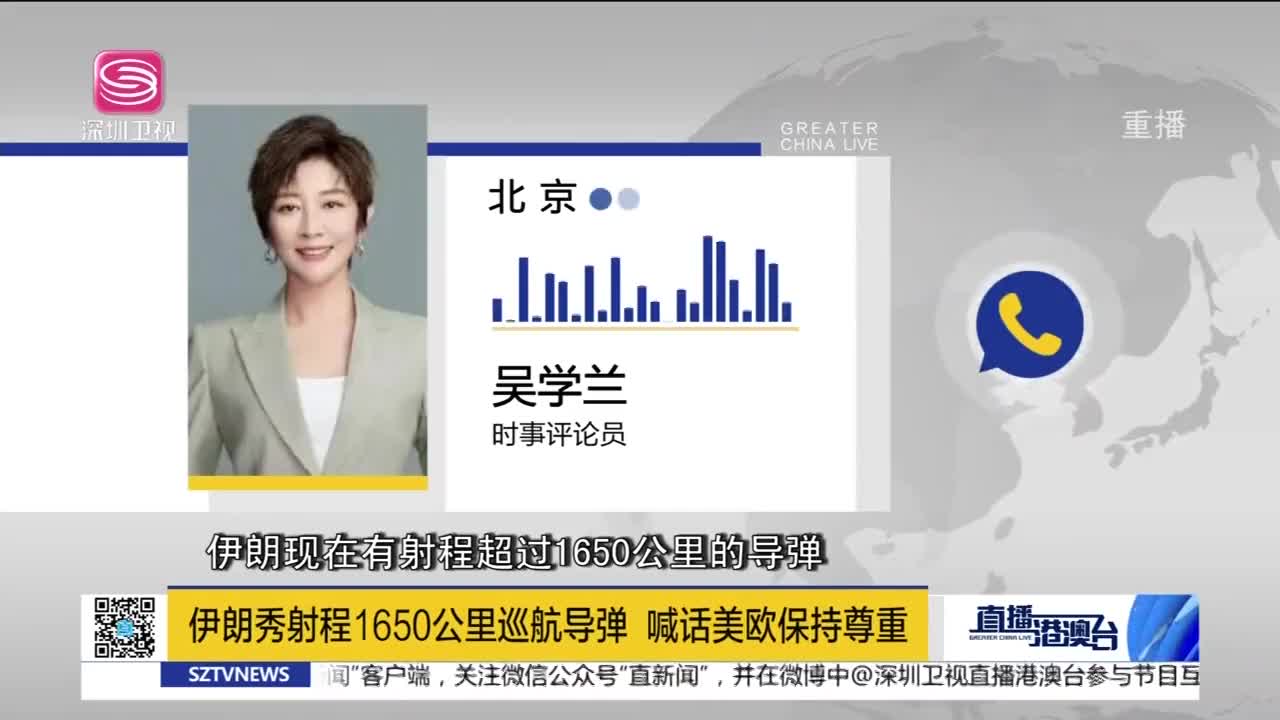 深圳卫视
GREATER
CHINA LIVE
重播
北京
吴学兰
时事评论员
伊朗现在有射程超过1650公里的导弹
伊朗秀射程1650公里巡航导弹 喊话美欧保持尊重
直播港澳台
GREATER CHINA LIVE
SZTVNEWS
闻”客户端，关注微信公众号“直新闻”，并在微博中@深圳卫视直播港澳台参与节目互